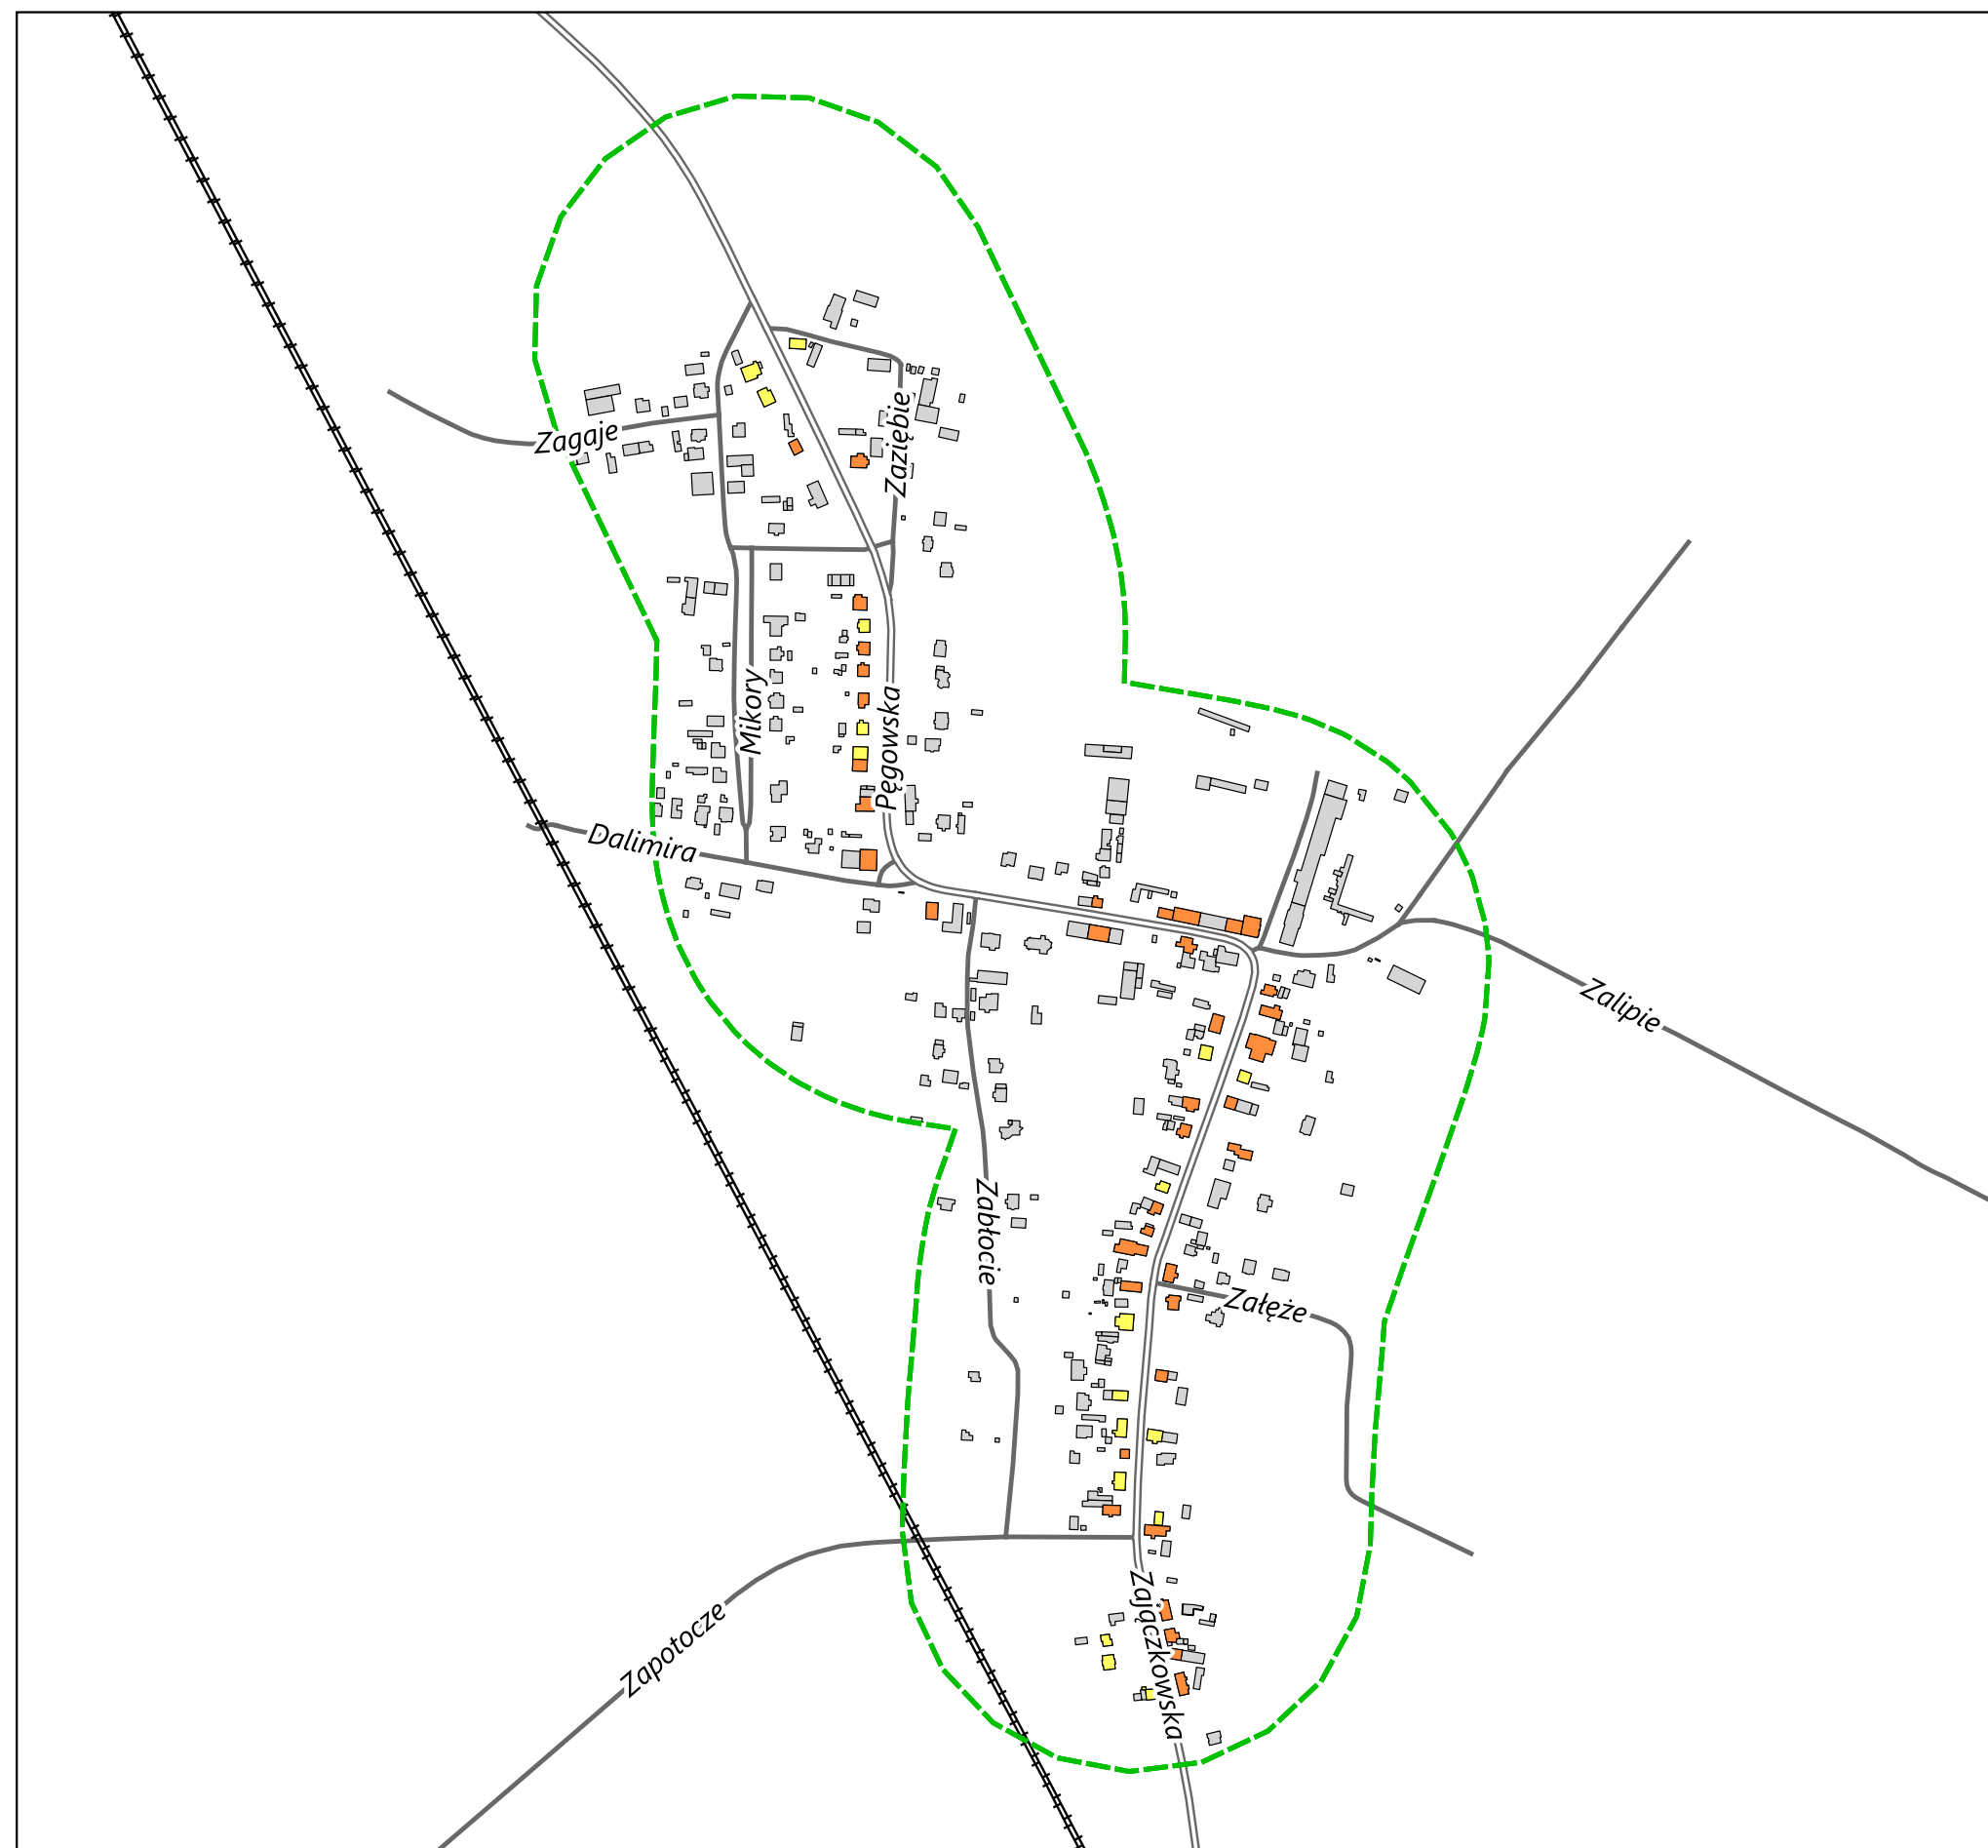 Zagaje
Zaziębie
Mikory
Pęgowska
Dalimira
Zalipie
Zabłocie
Załęże
Zajączkowska
Zapotocze